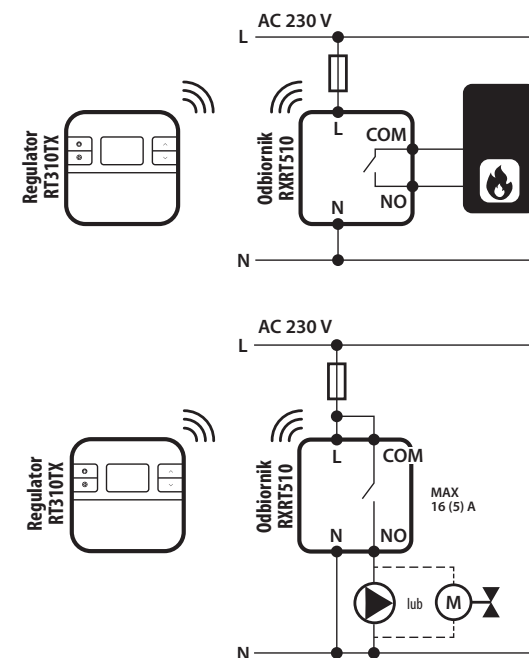 AC 230 V
L
Regulator
RT310TX
Odbiornik
RXRT510
L
COM
N
NO
N
AC 230 V
L
Regulator
RT310TX
Odbiornik
RXRT510
L
COM
MAX
16 (5) A
N
NO
lub
M
N